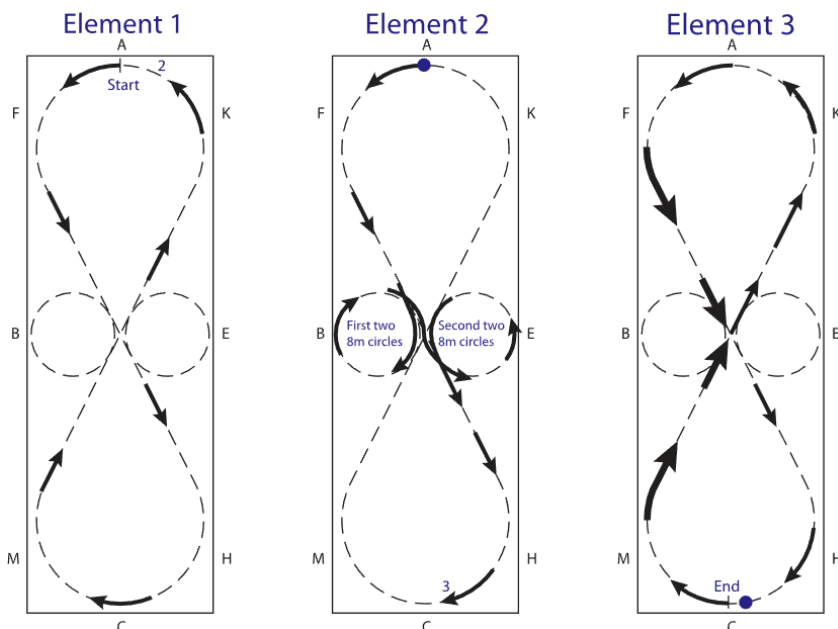 Element 1
A
2
Start
F
K
B
E
M
H
C
Element 2
A
F
K
B
First two
8m circles
Second two
8m circles
E
M
H
3
C
Element 3
A
F
K
B
E
M
H
End
C